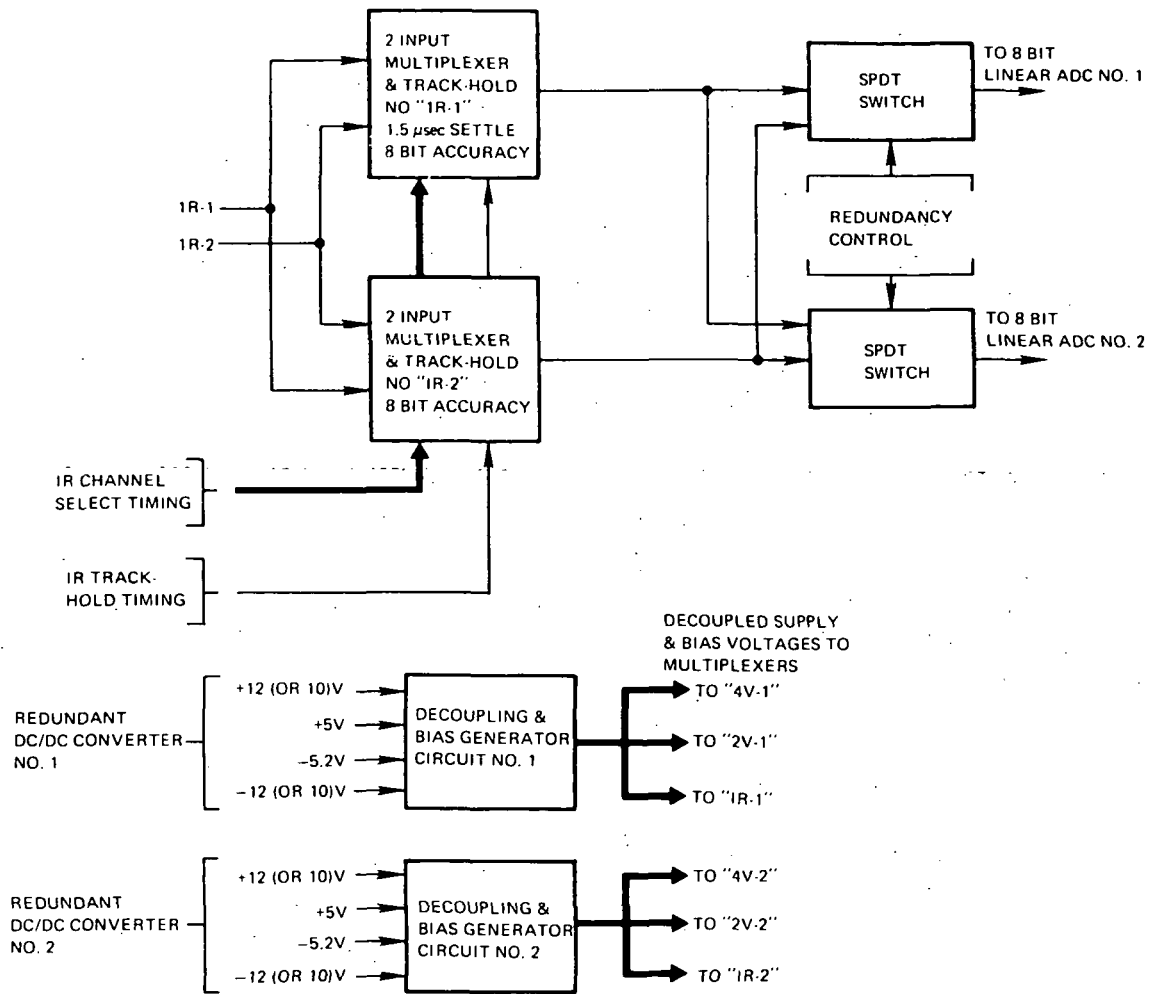 2 INPUT
MULTIPLEXER
& TRACK-HOLD
NO "1R-1"
1.5 µsec SETTLE
8 BIT ACCURACY
SPDT
SWITCH
TO 8 BIT
LINEAR ADC NO. 1
1R-1
1R-2
REDUNDANCY
CONTROL
2 INPUT
MULTIPLEXER
& TRACK-HOLD
NO "IR-2"
8 BIT ACCURACY
SPDT
SWITCH
TO 8 BIT
LINEAR ADC NO. 2
IR CHANNEL
SELECT TIMING
IR TRACK-
HOLD TIMING
DECOUPLED SUPPLY
& BIAS VOLTAGES TO
MULTIPLEXERS
REDUNDANT
DC/DC CONVERTER
NO. 1
+12 (OR 10)V
+5V
−5.2V
−12 (OR 10)V
DECOUPLING &
BIAS GENERATOR
CIRCUIT NO. 1
TO "4V-1"
TO "2V-1"
TO "IR-1"
REDUNDANT
DC/DC CONVERTER
NO. 2
+12 (OR 10)V
+5V
−5.2V
−12 (OR 10)V
DECOUPLING &
BIAS GENERATOR
CIRCUIT NO. 2
TO "4V-2"
TO "2V-2"
TO "IR-2"